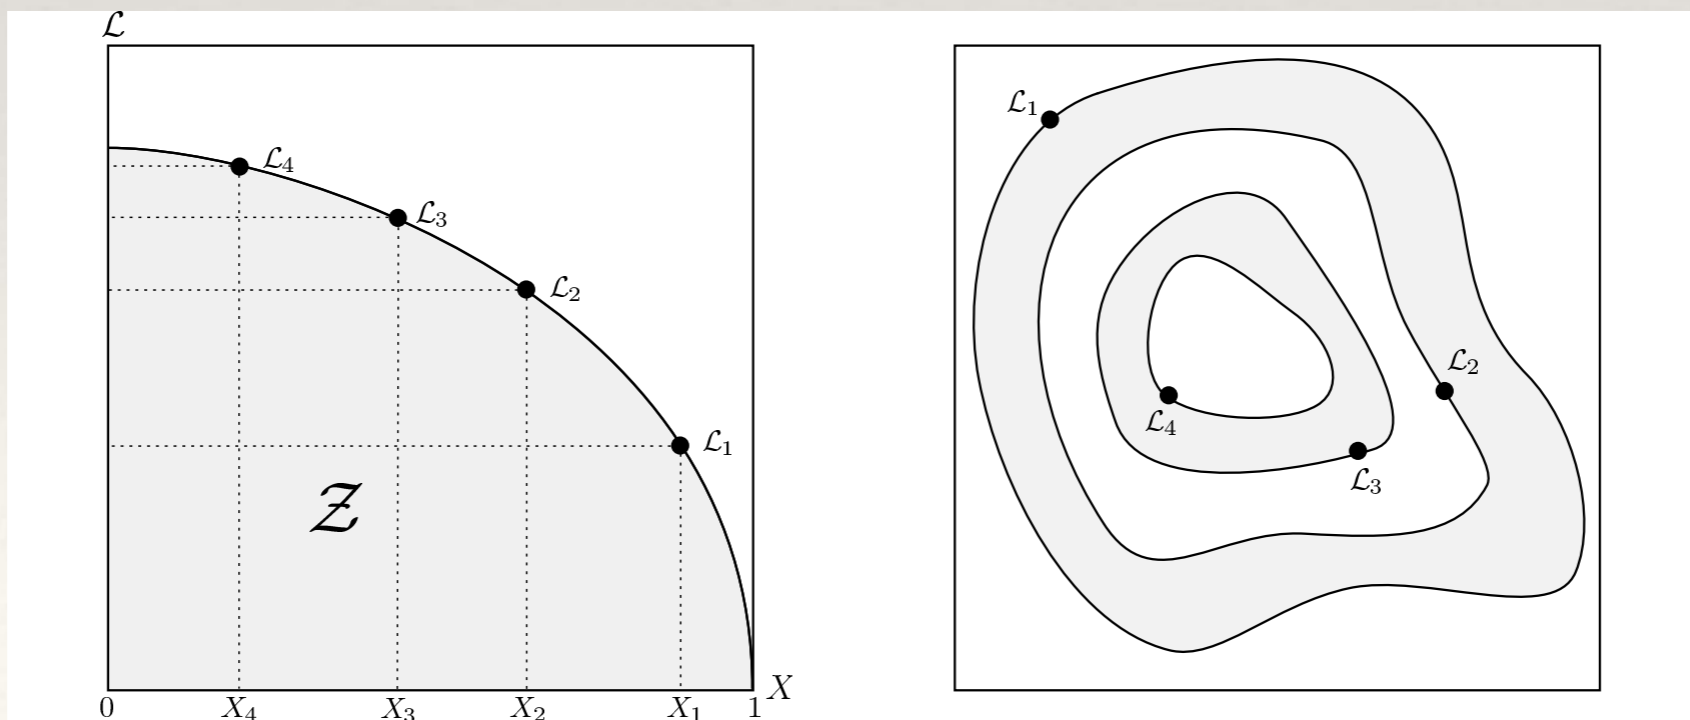 ℒ
ℒ₄
ℒ₃
ℒ₂
ℒ₁
𝒵
X
0 X₄ X₃ X₂ X₁ 1
ℒ₁
ℒ₂
ℒ₄
ℒ₃